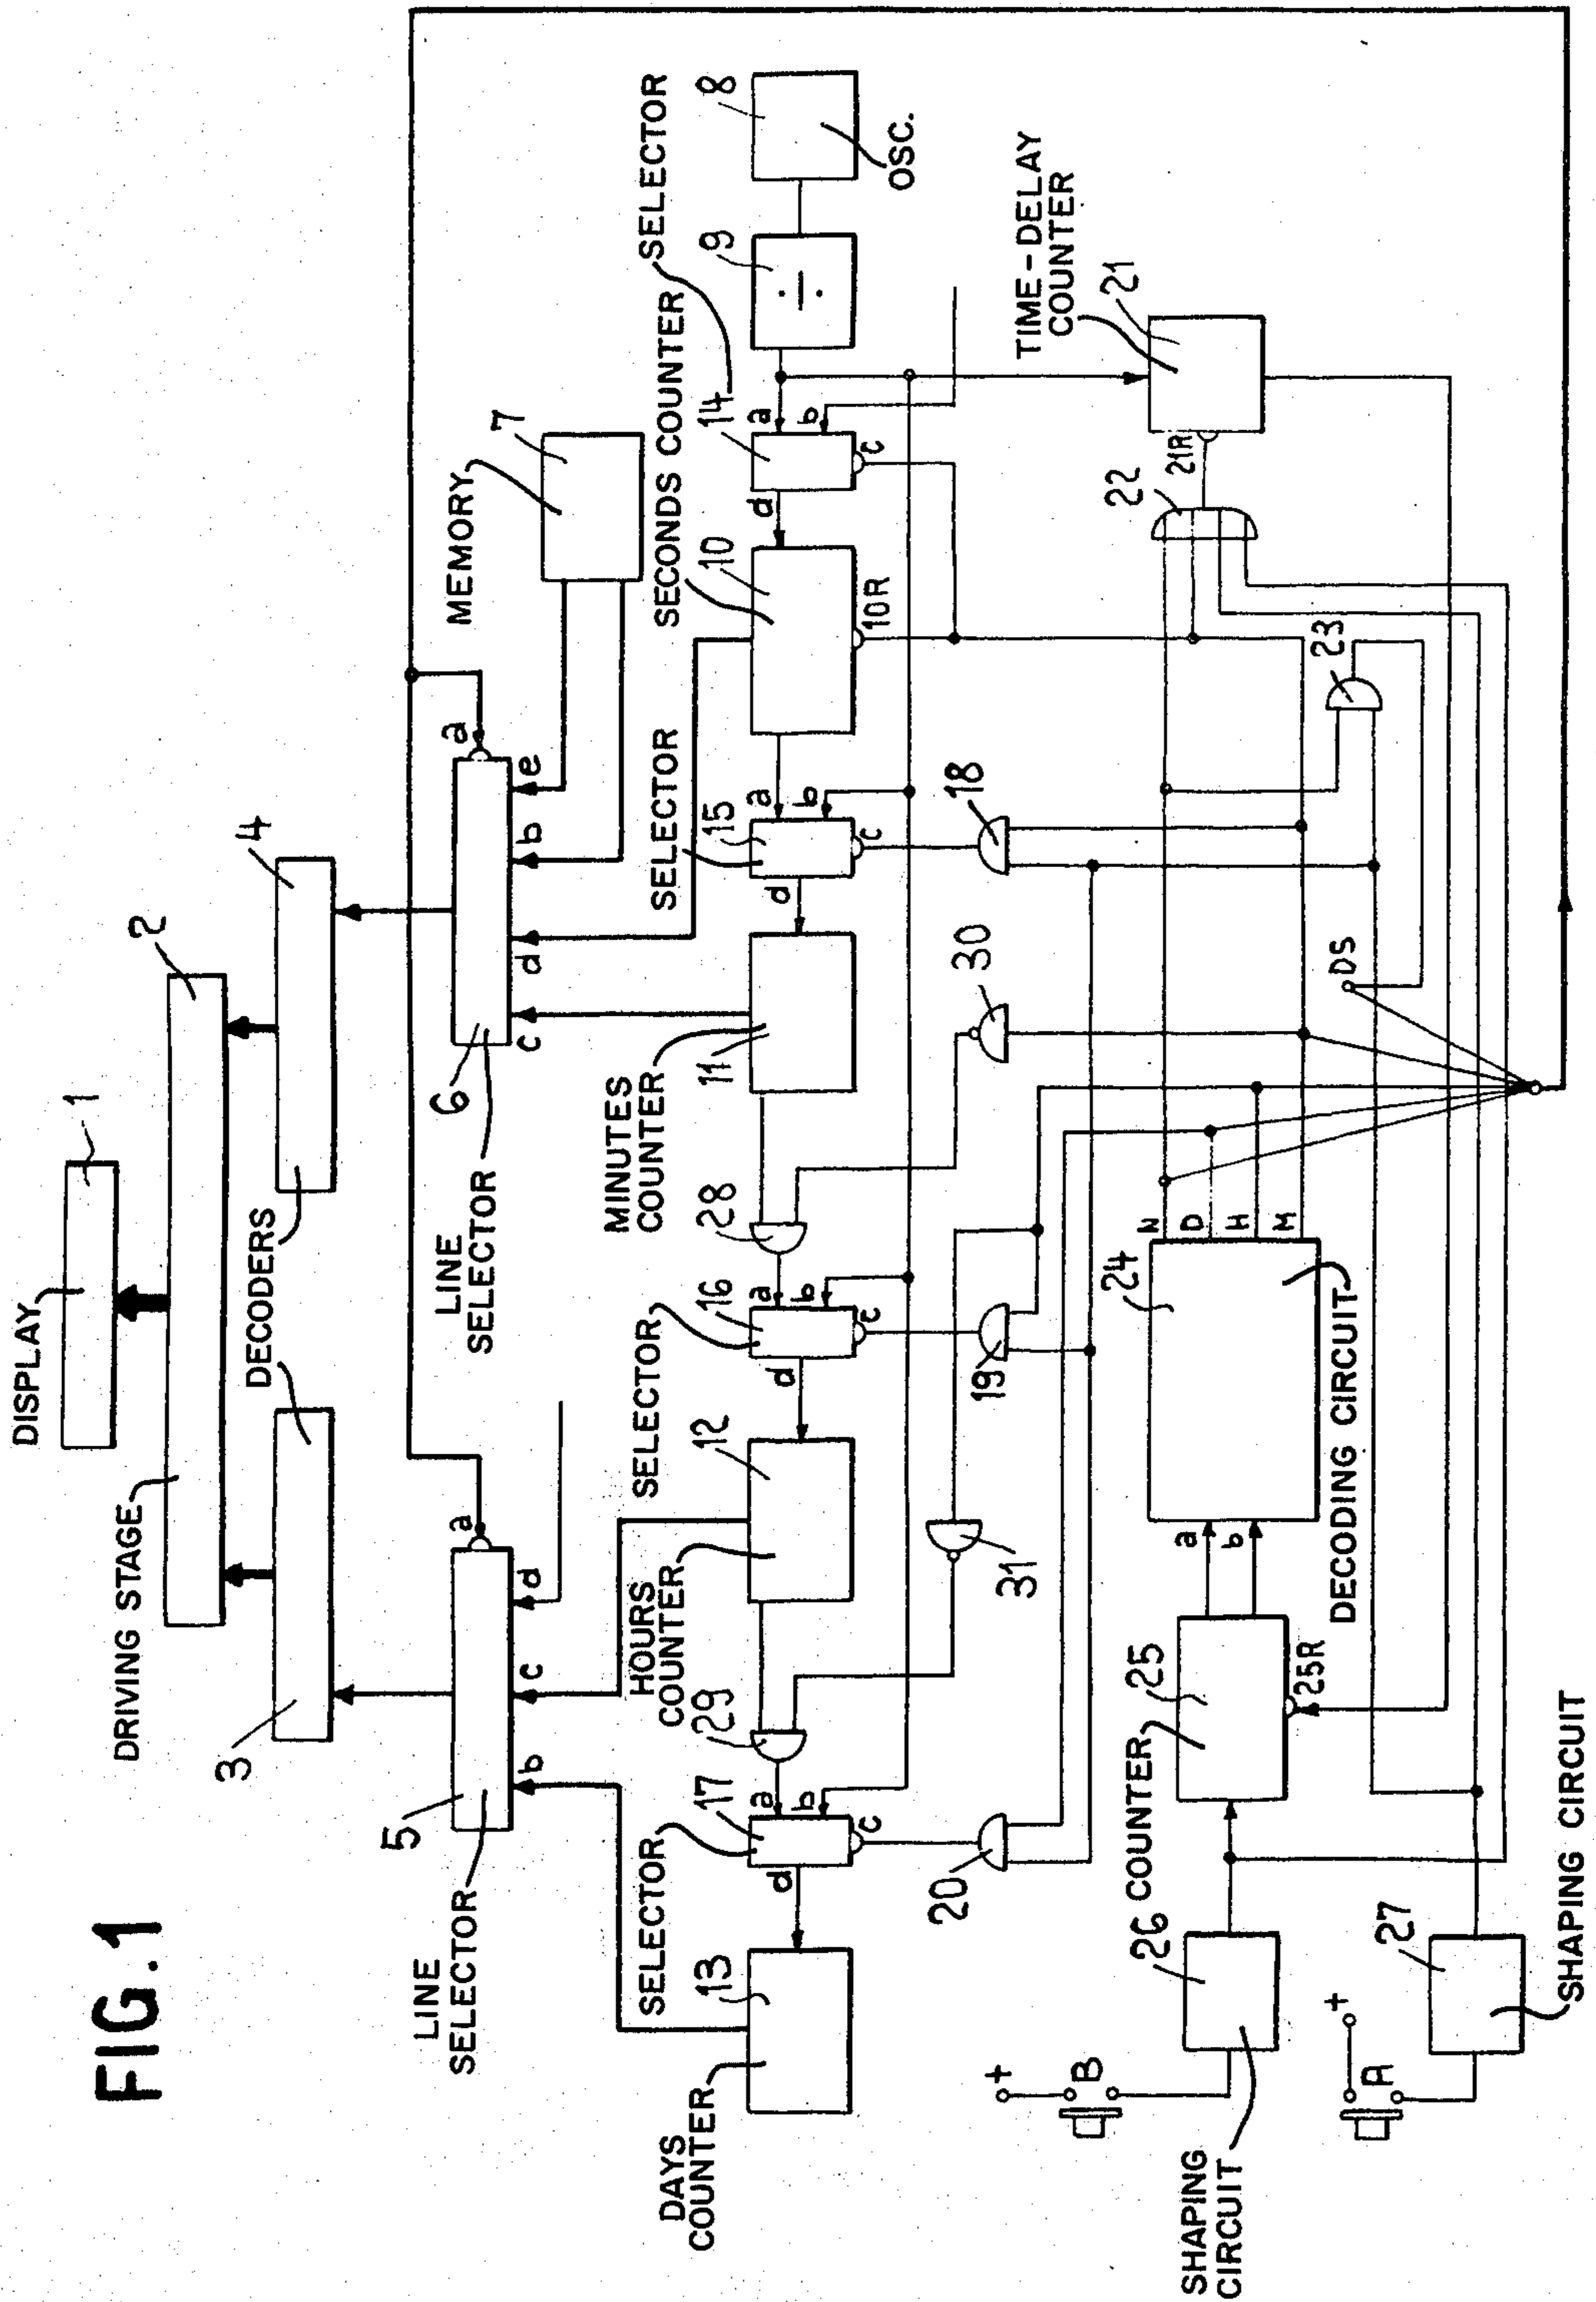 FIG.1
DISPLAY
1
DRIVING STAGE
2
DECODERS
3
4
LINE
SELECTOR
5
a
b
c
d
LINE
SELECTOR
6
a
c
d
b
e
MEMORY
7
DAYS
COUNTER
13
SELECTOR
17
d
a
b
c
29
HOURS
COUNTER
12
SELECTOR
16
d
a
b
c
28
MINUTES
COUNTER
11
SELECTOR
15
d
a
b
c
SECONDS COUNTER
10
10R
SELECTOR
14
d
a
b
c
9
÷
8
OSC.
20
31
19
30
18
TIME-DELAY
COUNTER
21
21R
22
23
DS
+
B
SHAPING
CIRCUIT
26
COUNTER
25
25R
a
b
24
N
D
H
M
DECODING CIRCUIT
+
A
27
SHAPING CIRCUIT